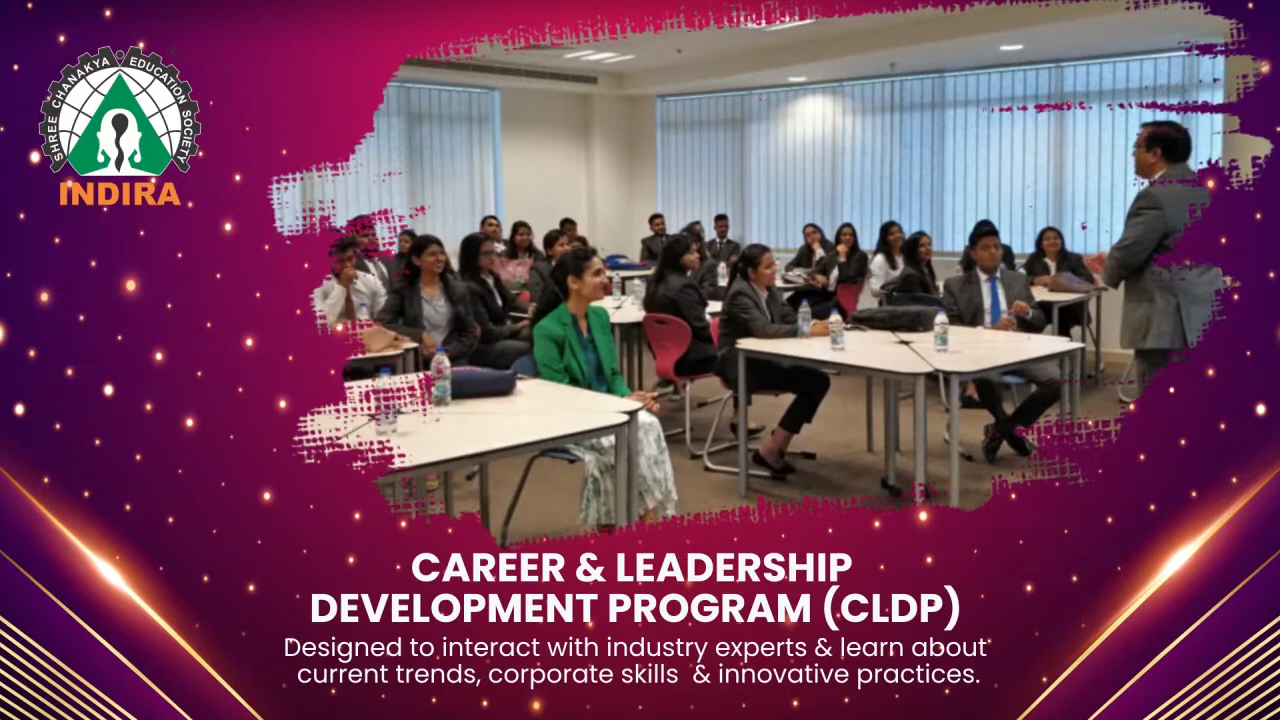 SHREE CHANAKYA EDUCATION SOCIETY
INDIRA
CAREER & LEADERSHIP
DEVELOPMENT PROGRAM (CLDP)
Designed to interact with industry experts & learn about
current trends, corporate skills & innovative practices.